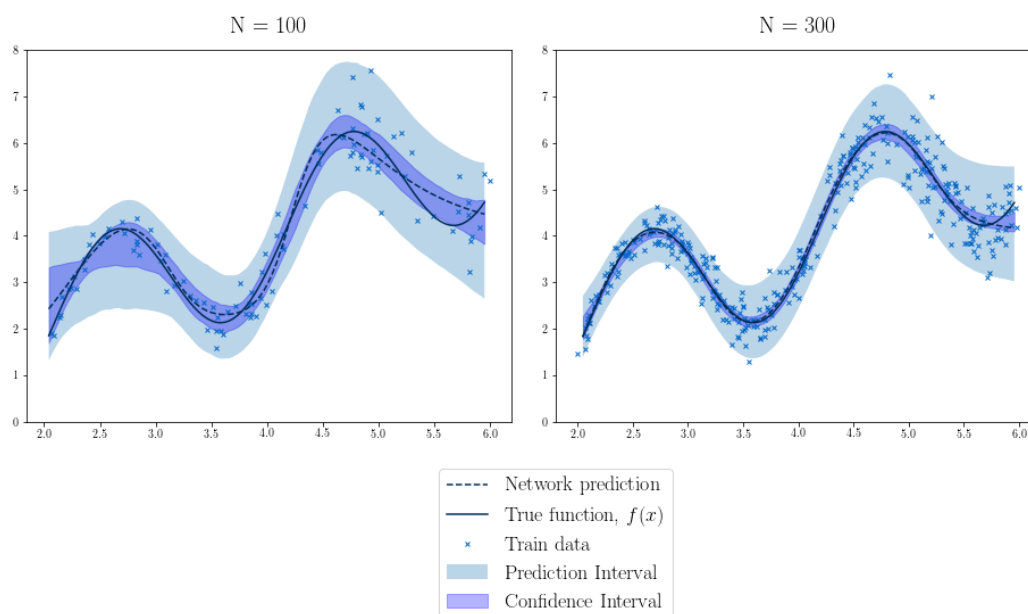 N = 100
N = 300
8
7
6
5
4
3
2
1
0
2.0 2.5 3.0 3.5 4.0 4.5 5.0 5.5 6.0
8
7
6
5
4
3
2
1
0
2.0 2.5 3.0 3.5 4.0 4.5 5.0 5.5 6.0
Network prediction
True function, f(x)
Train data
Prediction Interval
Confidence Interval